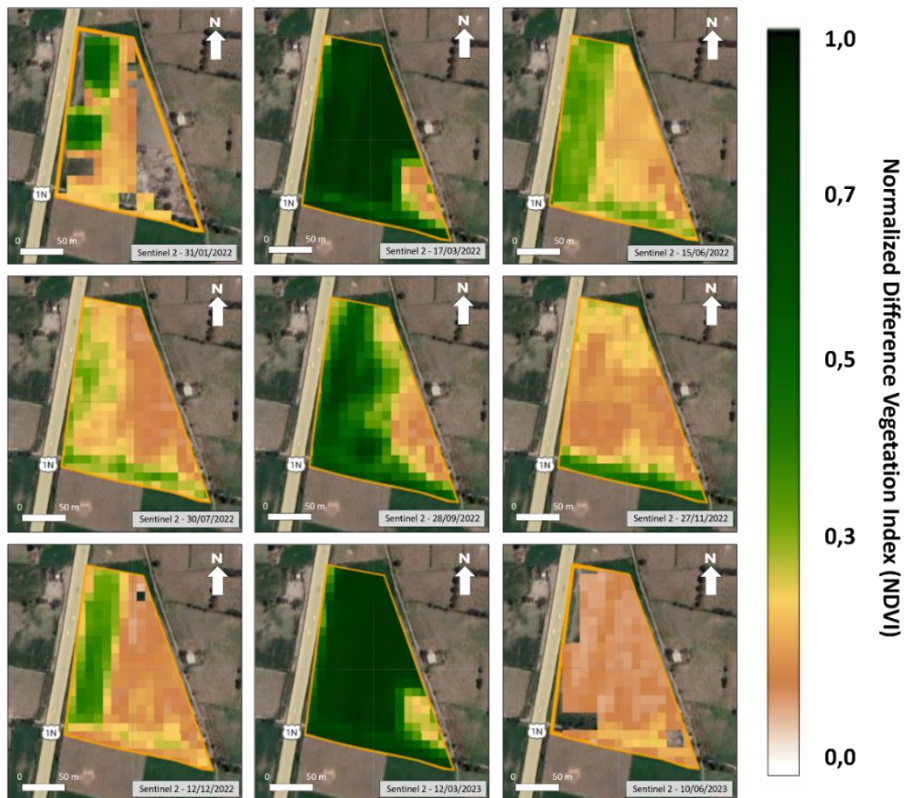 N
1N
0 50 m
Sentinel 2 - 31/01/2022
N
1N
0 50 m
Sentinel 2 - 17/03/2022
N
1N
0 50 m
Sentinel 2 - 15/06/2022
N
1N
0 50 m
Sentinel 2 - 30/07/2022
N
1N
0 50 m
Sentinel 2 - 28/09/2022
N
1N
0 50 m
Sentinel 2 - 27/11/2022
N
1N
0 50 m
Sentinel 2 - 12/12/2022
N
1N
0 50 m
Sentinel 2 - 12/03/2023
N
1N
0 50 m
Sentinel 2 - 10/06/2023
1,0
0,7
0,5
0,3
0,0
Normalized Difference Vegetation Index (NDVI)